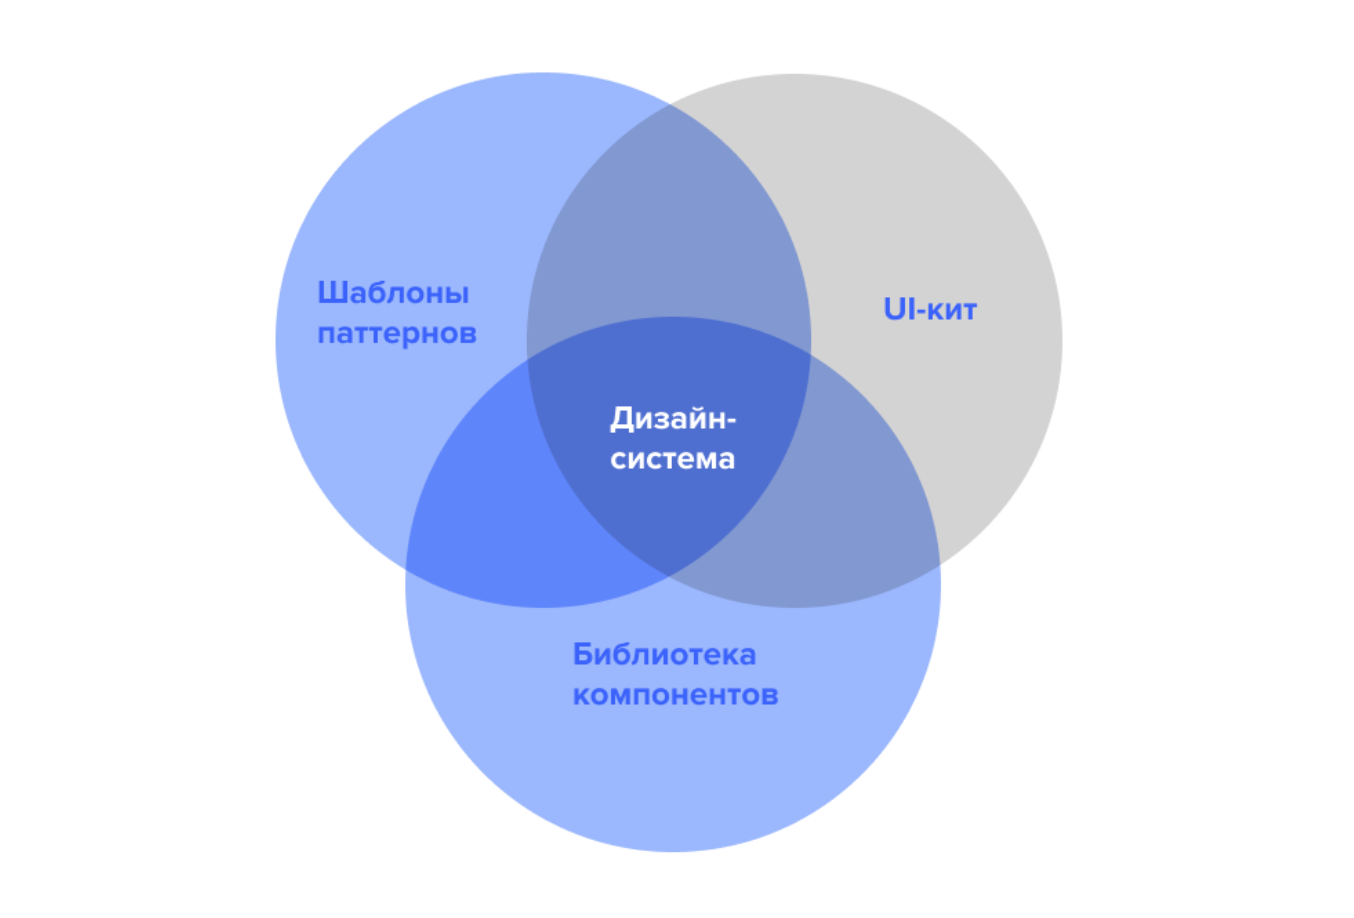 Шаблоны
паттернов
UI-кит
Дизайн-
система
Библиотека
компонентов